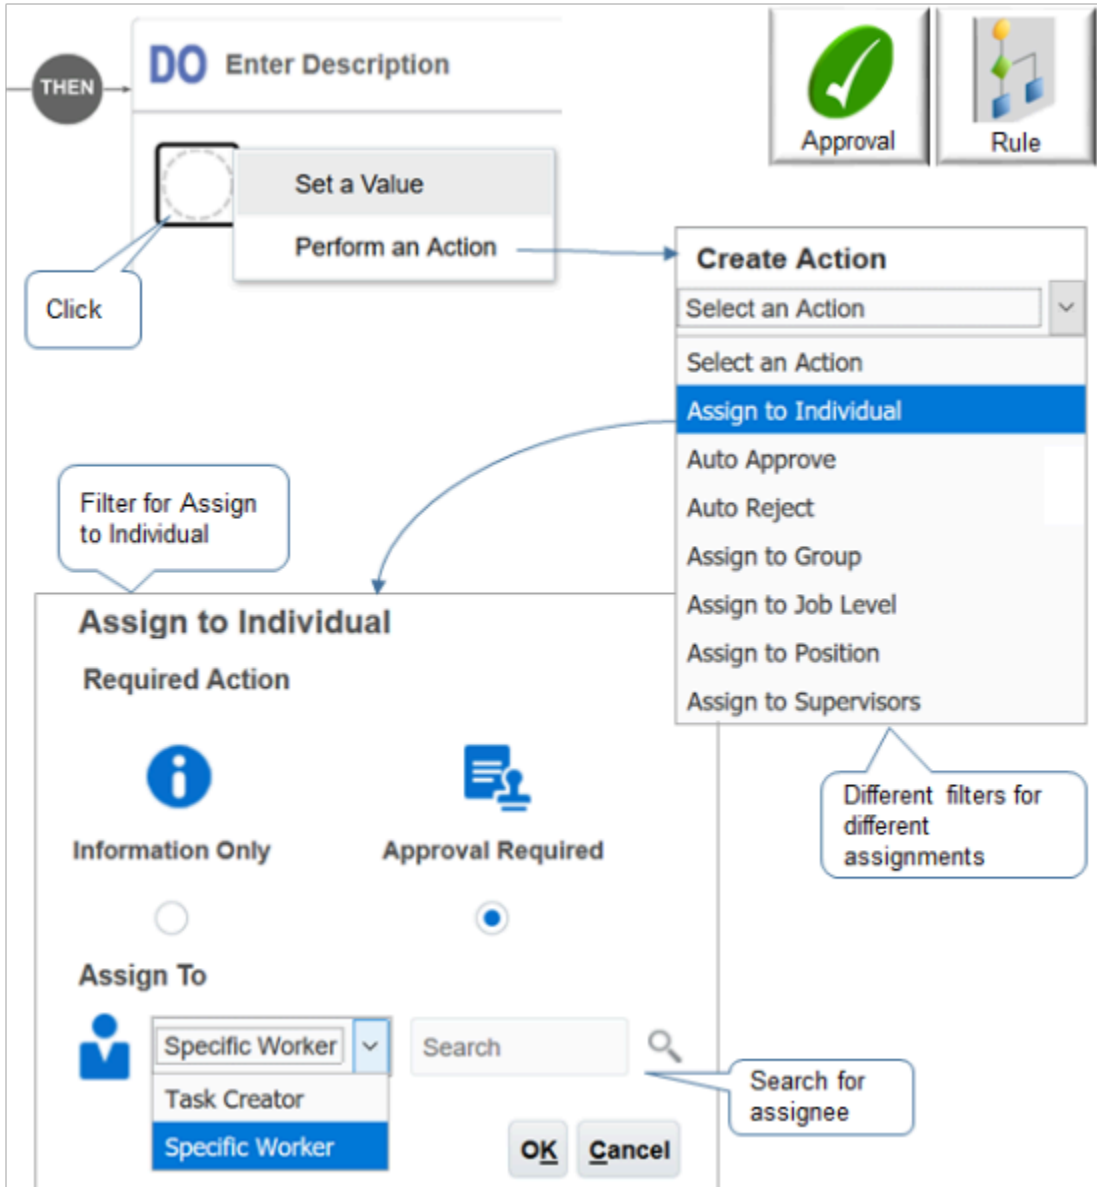 THEN
DO Enter Description
Approval
Rule
Set a Value
Perform an Action
Click
Create Action
Select an Action
Select an Action
Assign to Individual
Auto Approve
Auto Reject
Assign to Group
Assign to Job Level
Assign to Position
Assign to Supervisors
Different filters for
different
assignments
Filter for Assign
to Individual
Assign to Individual
Required Action
Information Only
Approval Required
Assign To
Specific Worker
Search
Task Creator
Specific Worker
Search for
assignee
OK
Cancel